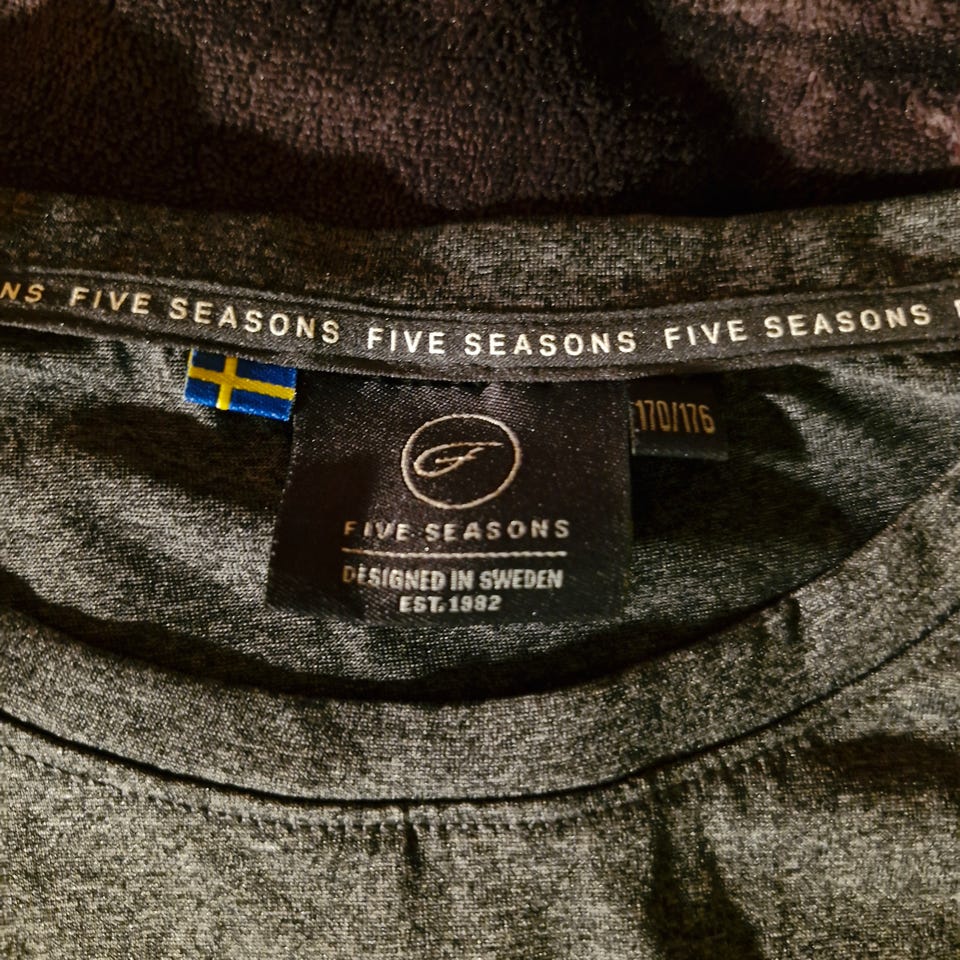 NS FIVE SEASONS FIVE SEASONS FIVE SEASONS
170/176
FIVE SEASONS
DESIGNED IN SWEDEN
EST. 1982